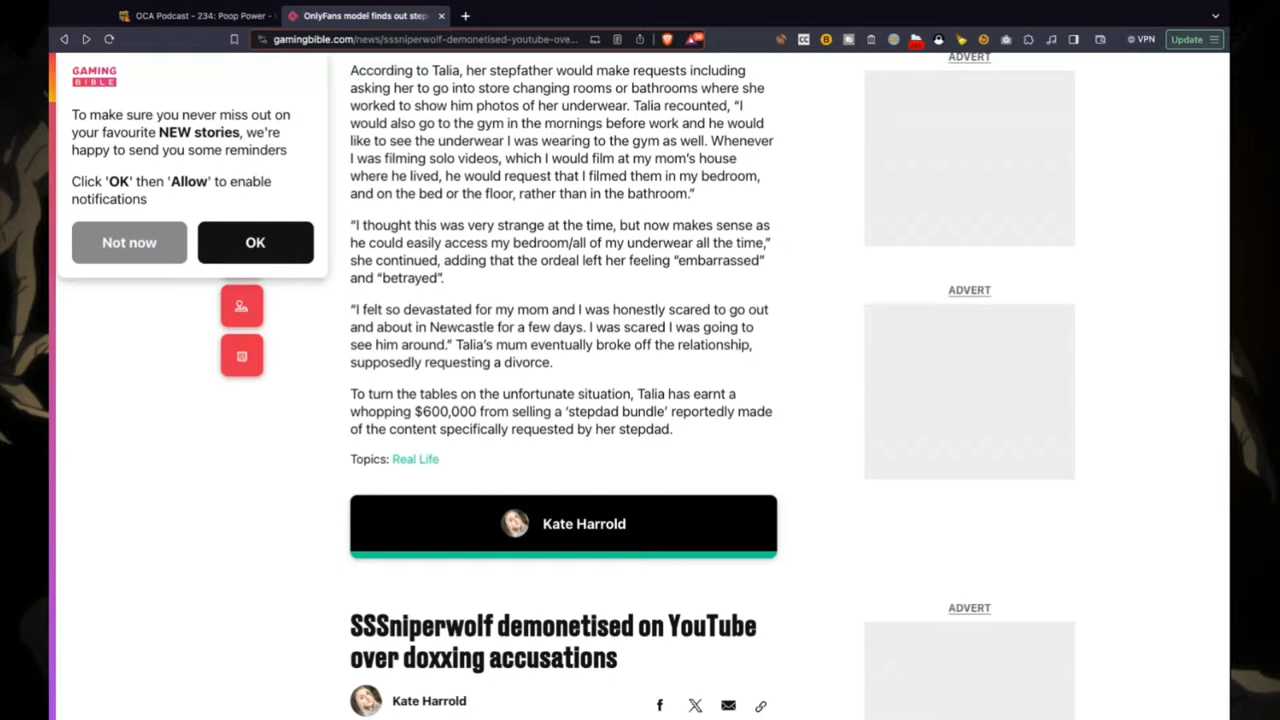 OCA Podcast - 234: Poop Power -
OnlyFans model finds out step
gamingbible.com/news/sssniperwolf-demonetised-youtube-ove...
VPN
Update
GAMING
BIBLE
To make sure you never miss out on
your favourite NEW stories, we're
happy to send you some reminders
Click 'OK' then 'Allow' to enable
notifications
Not now
OK
According to Talia, her stepfather would make requests including
asking her to go into store changing rooms or bathrooms where she
worked to show him photos of her underwear. Talia recounted, “I
would also go to the gym in the mornings before work and he would
like to see the underwear I was wearing to the gym as well. Whenever
I was filming solo videos, which I would film at my mom’s house
where he lived, he would request that I filmed them in my bedroom,
and on the bed or the floor, rather than in the bathroom.”
“I thought this was very strange at the time, but now makes sense as
he could easily access my bedroom/all of my underwear all the time,”
she continued, adding that the ordeal left her feeling “embarrassed”
and “betrayed”.
“I felt so devastated for my mom and I was honestly scared to go out
and about in Newcastle for a few days. I was scared I was going to
see him around.” Talia’s mum eventually broke off the relationship,
supposedly requesting a divorce.
To turn the tables on the unfortunate situation, Talia has earnt a
whopping $600,000 from selling a ‘stepdad bundle’ reportedly made
of the content specifically requested by her stepdad.
Topics: Real Life
Kate Harrold
SSSniperwolf demonetised on YouTube
over doxxing accusations
Kate Harrold
ADVERT
ADVERT
ADVERT